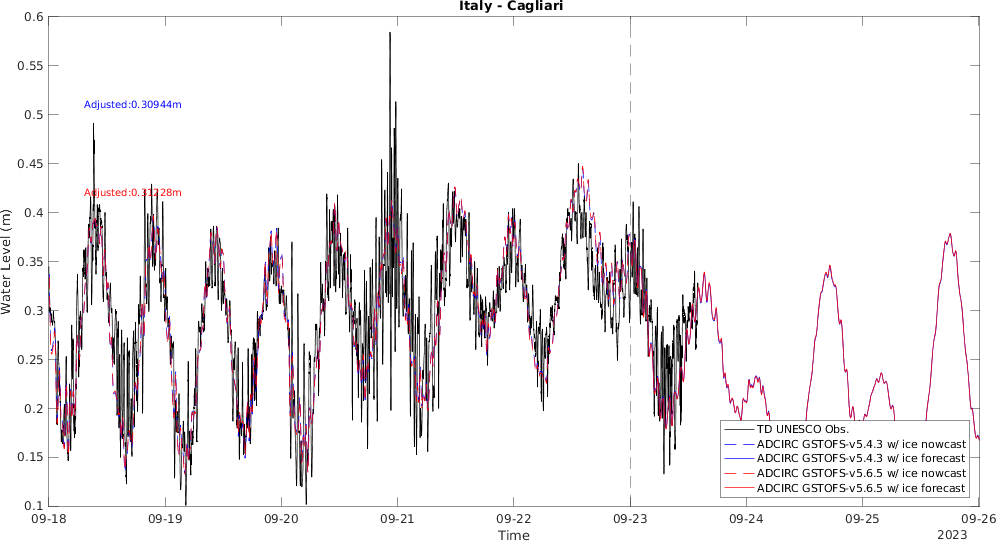 Italy - Cagliari
Water Level (m)
0.6
0.55
0.5
0.45
0.4
0.35
0.3
0.25
0.2
0.15
0.1
Adjusted:0.30944m
Adjusted:0.31228m
TD UNESCO Obs.
ADCIRC GSTOFS-v5.4.3 w/ ice nowcast
ADCIRC GSTOFS-v5.4.3 w/ ice forecast
ADCIRC GSTOFS-v5.6.5 w/ ice nowcast
ADCIRC GSTOFS-v5.6.5 w/ ice forecast
09-18 09-19 09-20 09-21 09-22 09-23 09-24 09-25 09-26
Time
2023